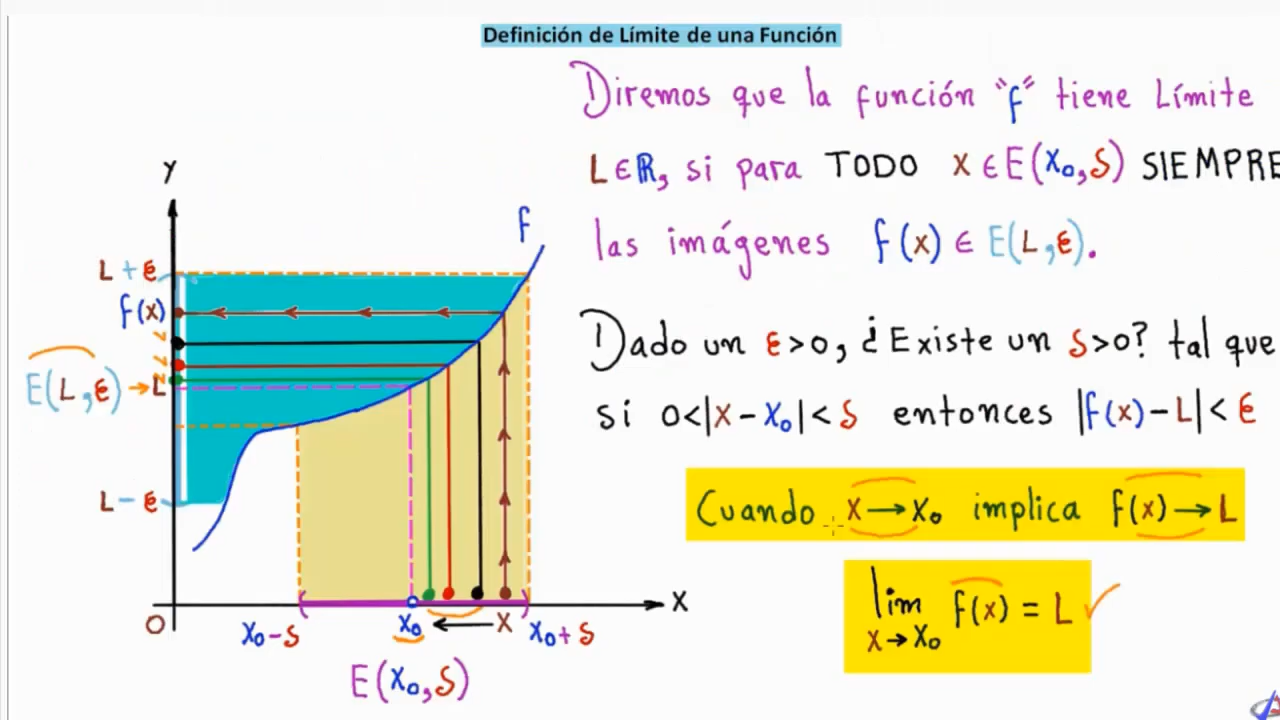 Definición de Límite de una Función
Diremos que la función "f" tiene Límite
L∈ℝ, si para TODO x∈E(x₀,δ) SIEMPRE
las imágenes f(x)∈E(L,ε).
Dado un ε>0, ¿Existe un δ>0? tal que
si 0<|x-x₀|<δ entonces |f(x)-L|<ε
Cuando x→x₀ implica f(x)→L
lim f(x) = L
x→x₀
Y
f
L+ε
f(x)
E(L,ε)→L
L-ε
O
x₀-δ
x₀
x
x₀+δ
X
E(x₀,δ)